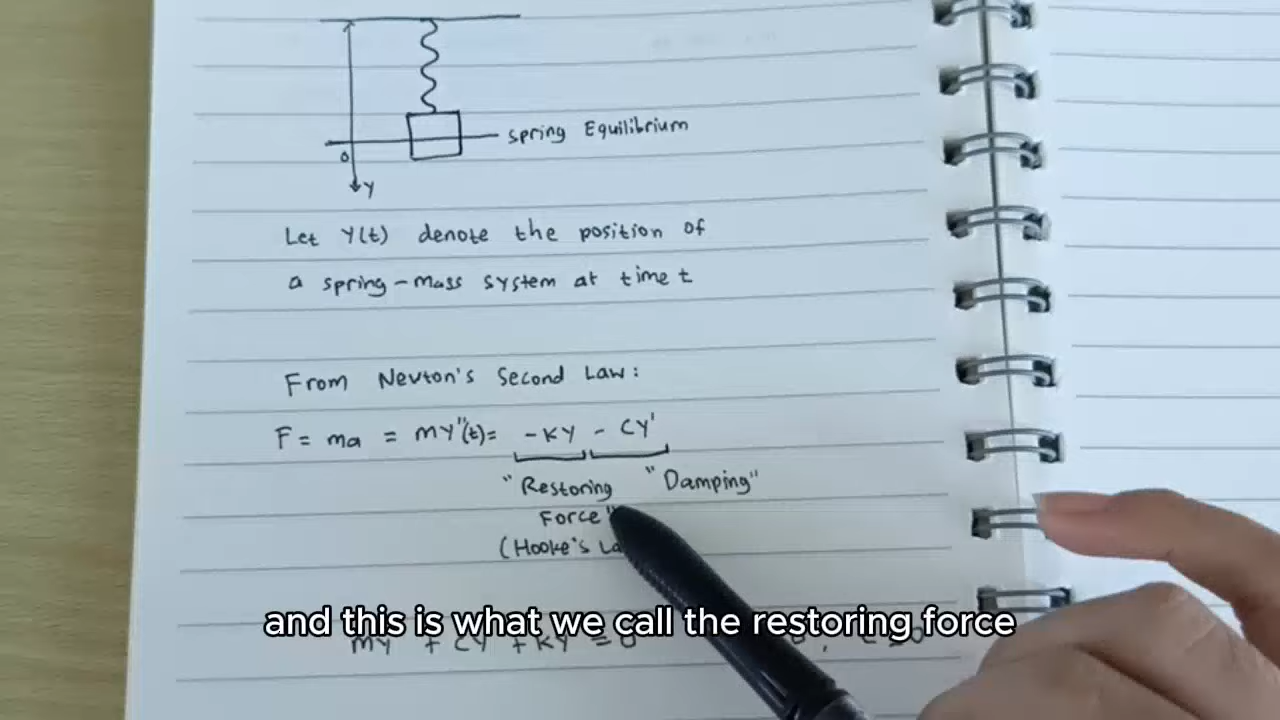 Spring Equilibrium
0
Y
Let Y(t) denote the position of
a spring-mass system at time t
From Newton's Second Law:
F = ma = mY"(t) = -KY - CY'
"Restoring "Damping"
Force"
(Hooke's
and this is what we call the restoring force